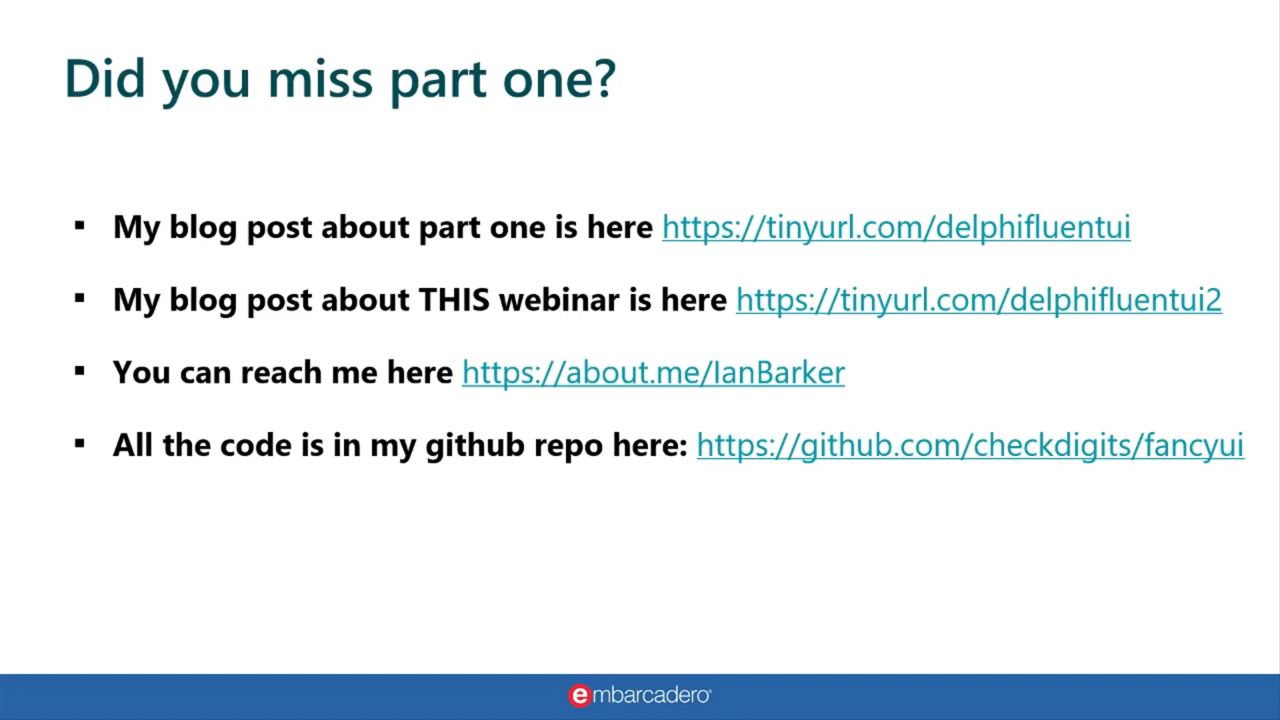 Did you miss part one?
▪ My blog post about part one is here https://tinyurl.com/delphifluentui
▪ My blog post about THIS webinar is here https://tinyurl.com/delphifluentui2
▪ You can reach me here https://about.me/IanBarker
▪ All the code is in my github repo here: https://github.com/checkdigits/fancyui
embarcadero®